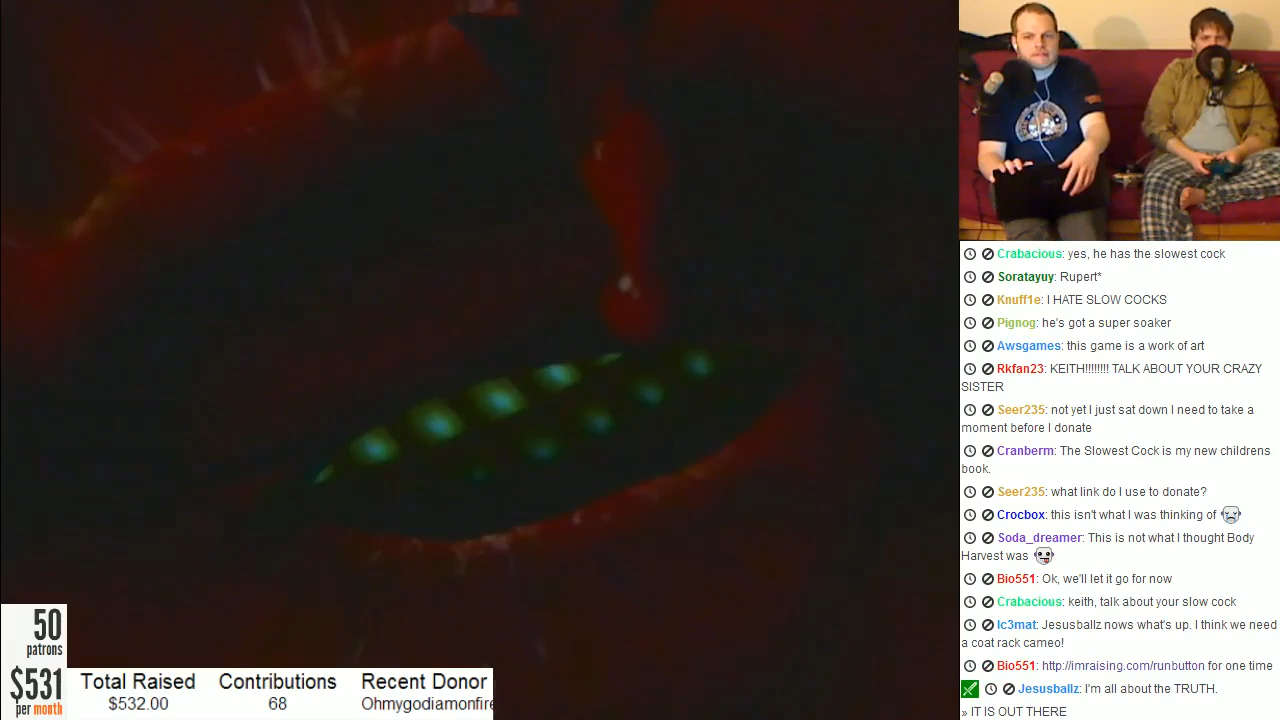 Crabacious: yes, he has the slowest cock
Soratayuy: Rupert*
Knuff1e: I HATE SLOW COCKS
Pignog: he's got a super soaker
Awsgames: this game is a work of art
Rkfan23: KEITH!!!!!!!! TALK ABOUT YOUR CRAZY
SISTER
Seer235: not yet I just sat down I need to take a
moment before I donate
Cranberm: The Slowest Cock is my new childrens
book.
Seer235: what link do I use to donate?
Crocbox: this isn't what I was thinking of
Soda_dreamer: This is not what I thought Body
Harvest was
Bio551: Ok, we'll let it go for now
Crabacious: keith, talk about your slow cock
Ic3mat: Jesusballz nows what's up. I think we need
a coat rack cameo!
Bio551: http://imraising.com/runbutton for one time
Jesusballz: I'm all about the TRUTH.
» IT IS OUT THERE
50
patrons
$531
per month
Total Raised
$532.00
Contributions
68
Recent Donor
Ohmygodiamonfire